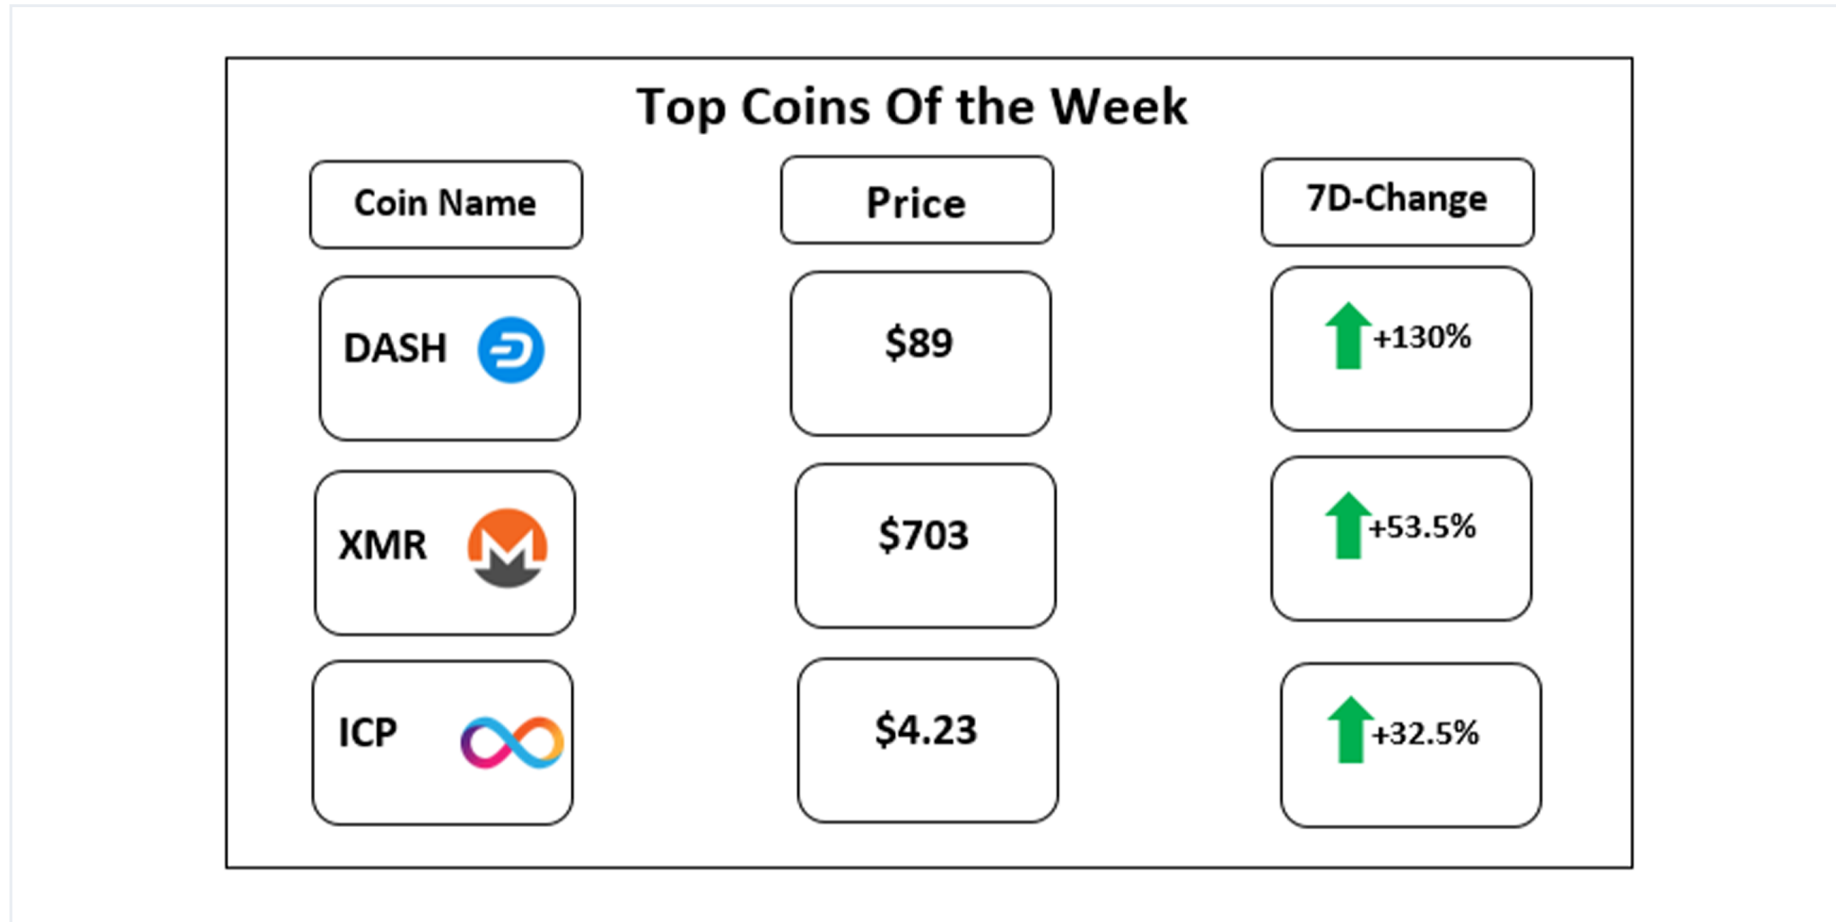 Top Coins Of the Week
Coin Name Price 7D-Change
DASH $89 +130%
XMR $703 +53.5%
ICP $4.23 +32.5%